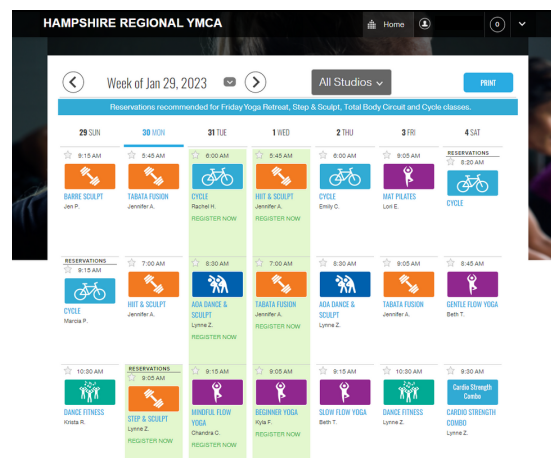 HAMPSHIRE REGIONAL YMCA
Home
0
Week of Jan 29, 2023
All Studios
PRINT
Reservations recommended for Friday Yoga Retreat, Step & Sculpt, Total Body Circuit and Cycle classes.
29 SUN
30 MON
31 TUE
1 WED
2 THU
3 FRI
4 SAT
9:15 AM
BARRE SCULPT
Jen P.
5:45 AM
TABATA FUSION
Jennifer A.
6:00 AM
CYCLE
Rachel H.
REGISTER NOW
5:45 AM
HIIT & SCULPT
Jennifer A.
REGISTER NOW
6:00 AM
CYCLE
Emily C.
9:05 AM
MAT PILATES
Lori E.
RESERVATIONS
8:20 AM
CYCLE
RESERVATIONS
9:15 AM
CYCLE
Marcia P.
7:00 AM
HIIT & SCULPT
Jennifer A.
8:30 AM
AOA DANCE &
SCULPT
Lynne Z.
REGISTER NOW
7:00 AM
TABATA FUSION
Jennifer A.
REGISTER NOW
8:30 AM
AOA DANCE &
SCULPT
Lynne Z.
9:05 AM
TABATA FUSION
Jennifer A.
8:45 AM
GENTLE FLOW YOGA
Beth T.
10:30 AM
DANCE FITNESS
Krista R.
RESERVATIONS
9:05 AM
STEP & SCULPT
Lynne Z.
REGISTER NOW
9:15 AM
MINDFUL FLOW
YOGA
Chandra C.
REGISTER NOW
9:05 AM
BEGINNER YOGA
Kyla F.
REGISTER NOW
9:15 AM
SLOW FLOW YOGA
Beth T.
10:30 AM
DANCE FITNESS
Lynne Z.
9:30 AM
Cardio Strength
Combo
CARDIO STRENGTH
COMBO
Lynne Z.